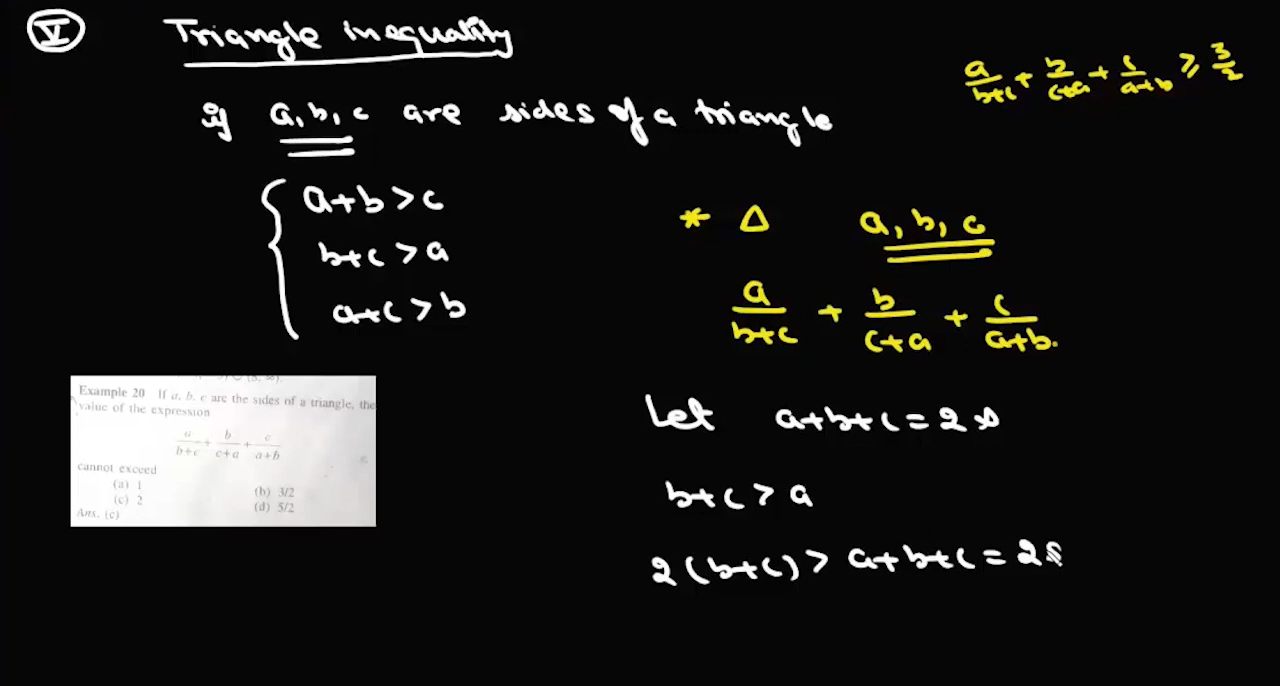 V Triangle inequality
a/b+c + b/c+a + c/a+b ≥ 3/2
if a, b, c are sides of a triangle
a+b > c
b+c > a
a+c > b
* Δ a, b, c
a/b+c + b/c+a + c/a+b.
Example 20 If a, b, c are the sides of a triangle, the
value of the expression
a/b+c + b/c+a + c/a+b
cannot exceed
(a) 1 (b) 3/2
(c) 2 (d) 5/2
Ans. (c)
Let a+b+c = 2s
b+c > a
2(b+c) > a+b+c = 2s